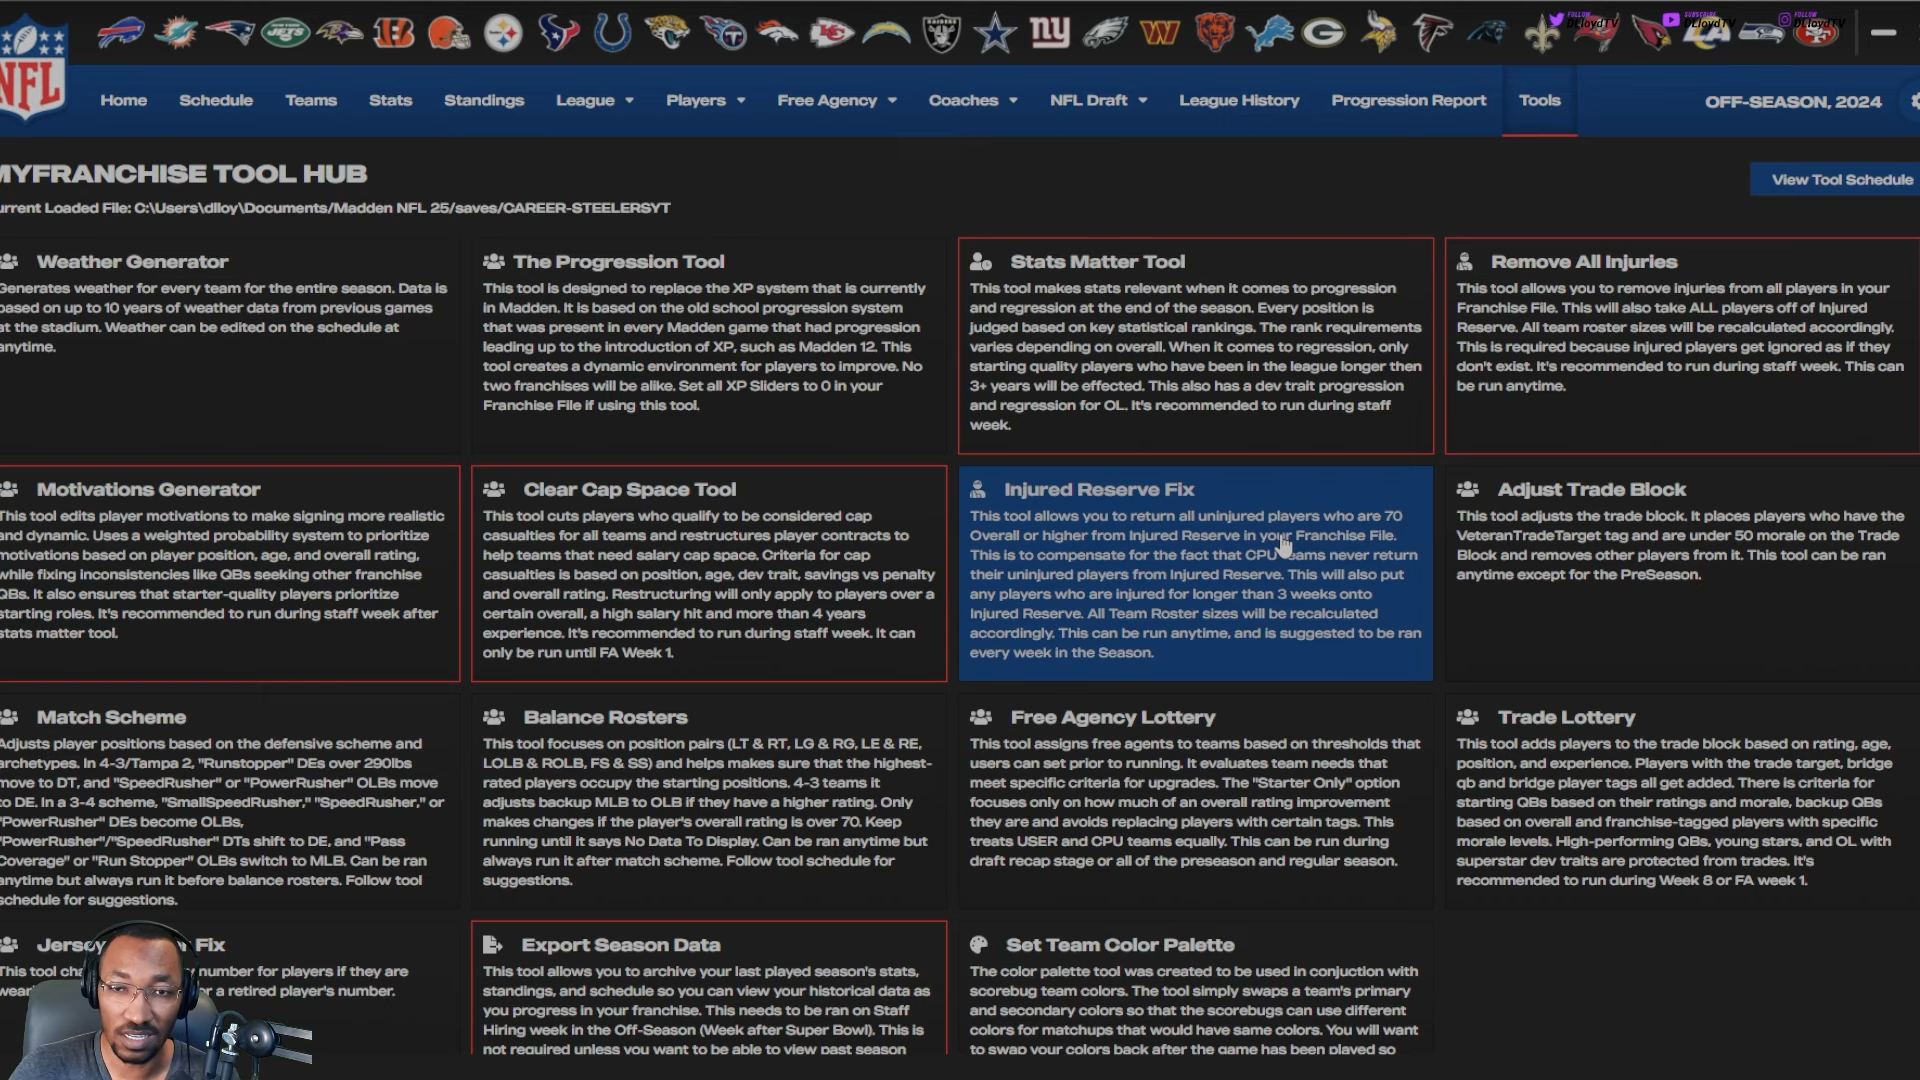 FOLLOW
DLloydTV
SUBSCRIBE
DLloydTV
FOLLOW
DLloydTV
NFL
JETS
RAIDERS
ny
G
Home
Schedule
Teams
Stats
Standings
League
Players
Free Agency
Coaches
NFL Draft
League History
Progression Report
Tools
OFF-SEASON, 2024
MYFRANCHISE TOOL HUB
View Tool Schedule
urrent Loaded File: C:\Users\dlloy\Documents/Madden NFL 25/saves/CAREER-STEELERSYT
Weather Generator
Generates weather for every team for the entire season. Data is
based on up to 10 years of weather data from previous games
at the stadium. Weather can be edited on the schedule at
anytime.
The Progression Tool
This tool is designed to replace the XP system that is currently
in Madden. It is based on the old school progression system
that was present in every Madden game that had progression
leading up to the introduction of XP, such as Madden 12. This
tool creates a dynamic environment for players to improve. No
two franchises will be alike. Set all XP Sliders to 0 in your
Franchise File if using this tool.
Stats Matter Tool
This tool makes stats relevant when it comes to progression
and regression at the end of the season. Every position is
judged based on key statistical rankings. The rank requirements
varies depending on overall. When it comes to regression, only
starting quality players who have been in the league longer then
3+ years will be effected. This also has a dev trait progression
and regression for OL. It's recommended to run during staff
week.
Remove All Injuries
This tool allows you to remove injuries from all players in your
Franchise File. This will also take ALL players off of Injured
Reserve. All team roster sizes will be recalculated accordingly.
This is required because injured players get ignored as if they
don't exist. It's recommended to run during staff week. This can
be run anytime.
Motivations Generator
This tool edits player motivations to make signing more realistic
and dynamic. Uses a weighted probability system to prioritize
motivations based on player position, age, and overall rating,
while fixing inconsistencies like QBs seeking other franchise
QBs. It also ensures that starter-quality players prioritize
starting roles. It's recommended to run during staff week after
stats matter tool.
Clear Cap Space Tool
This tool cuts players who qualify to be considered cap
casualties for all teams and restructures player contracts to
help teams that need salary cap space. Criteria for cap
casualties is based on position, age, dev trait, savings vs penalty
and overall rating. Restructuring will only apply to players over a
certain overall, a high salary hit and more than 4 years
experience. It's recommended to run during staff week. It can
only be run until FA Week 1.
Injured Reserve Fix
This tool allows you to return all uninjured players who are 70
Overall or higher from Injured Reserve in your Franchise File.
This is to compensate for the fact that CPU teams never return
their uninjured players from Injured Reserve. This will also put
any players who are injured for longer than 3 weeks onto
Injured Reserve. All Team Roster sizes will be recalculated
accordingly. This can be run anytime, and is suggested to be ran
every week in the Season.
Adjust Trade Block
This tool adjusts the trade block. It places players who have the
VeteranTradeTarget tag and are under 50 morale on the Trade
Block and removes other players from it. This tool can be ran
anytime except for the PreSeason.
Match Scheme
Adjusts player positions based on the defensive scheme and
archetypes. In 4-3/Tampa 2, "Runstopper" DEs over 290lbs
move to DT, and "SpeedRusher" or "PowerRusher" OLBs move
to DE. In a 3-4 scheme, "SmallSpeedRusher," "SpeedRusher," or
"PowerRusher" DEs become OLBs,
"PowerRusher"/"SpeedRusher" DTs shift to DE, and "Pass
Coverage" or "Run Stopper" OLBs switch to MLB. Can be ran
anytime but always run it before balance rosters. Follow tool
schedule for suggestions.
Balance Rosters
This tool focuses on position pairs (LT & RT, LG & RG, LE & RE,
LOLB & ROLB, FS & SS) and helps makes sure that the highest-
rated players occupy the starting positions. 4-3 teams it
adjusts backup MLB to OLB if they have a higher rating. Only
makes changes if the player's overall rating is over 70. Keep
running until it says No Data To Display. Can be ran anytime but
always run it after match scheme. Follow tool schedule for
suggestions.
Free Agency Lottery
This tool assigns free agents to teams based on thresholds that
users can set prior to running. It evaluates team needs that
meet specific criteria for upgrades. The "Starter Only" option
focuses only on how much of an overall rating improvement
they are and avoids replacing players with certain tags. This
treats USER and CPU teams equally. This can be run during
draft recap stage or all of the preseason and regular season.
Trade Lottery
This tool adds players to the trade block based on rating, age,
position, and experience. Players with the trade target, bridge
qb and bridge player tags all get added. There is criteria for
starting QBs based on their ratings and morale, backup QBs
based on overall and franchise-tagged players with specific
morale levels. High-performing QBs, young stars, and OL with
superstar dev traits are protected from trades. It's
recommended to run during Week 8 or FA week 1.
Jersey Fix
This tool number for players if they are
a retired player's number.
Export Season Data
This tool allows you to archive your last played season's stats,
standings, and schedule so you can view your historical data as
you progress in your franchise. This needs to be ran on Staff
Hiring week in the Off-Season (Week after Super Bowl). This is
not required unless you want to be able to view past season
Set Team Color Palette
The color palette tool was created to be used in conjuction with
scorebug team colors. The tool simply swaps a team's primary
and secondary colors so that the scorebugs can use different
colors for matchups that would have same colors. You will want
to swap your colors back after the game has been played so